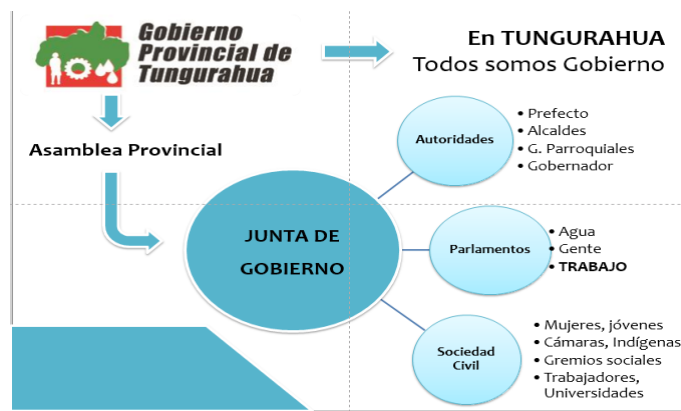 Gobierno
Provincial de
Tungurahua
En TUNGURAHUA
Todos somos Gobierno
Asamblea Provincial
JUNTA DE
GOBIERNO
Autoridades
• Prefecto
• Alcaldes
• G. Parroquiales
• Gobernador
Parlamentos
• Agua
• Gente
• TRABAJO
Sociedad
Civil
• Mujeres, jóvenes
• Cámaras, Indígenas
• Gremios sociales
• Trabajadores,
Universidades